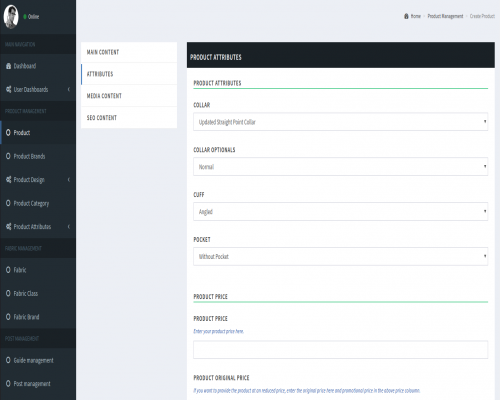 Online
Home
Product Management
Create Product
MAIN NAVIGATION
Dashboard
User Dashboards
PRODUCT MANAGEMENT
Product
Product Brands
Product Design
Product Category
Product Attributes
FABRIC MANAGEMENT
Fabric
Fabric Class
Fabric Brand
POST MANAGEMENT
Guide management
Post management
MAIN CONTENT
ATTRIBUTES
MEDIA CONTENT
SEO CONTENT
PRODUCT ATTRIBUTES
PRODUCT ATTRIBUTES
COLLAR
Updated Straight Point Collar
COLLAR OPTIONALS
Normal
CUFF
Angled
POCKET
Without Pocket
PRODUCT PRICE
PRODUCT PRICE
Enter your product price here.
PRODUCT ORIGINAL PRICE
If you want to provide the product at an reduced price, enter the original price here and promotional price in the above price column.